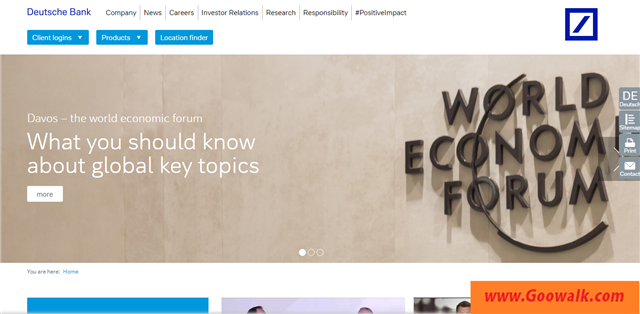 Deutsche Bank
Company News Careers Investor Relations Research Responsibility #PositiveImpact
Client logins Products Location finder
Davos – the world economic forum
What you should know
about global key topics
more
WORLD
ECONOM
FORUM
DE
Deutsch
Sitemap
Print
Contact
You are here: Home
www.Goowalk.com